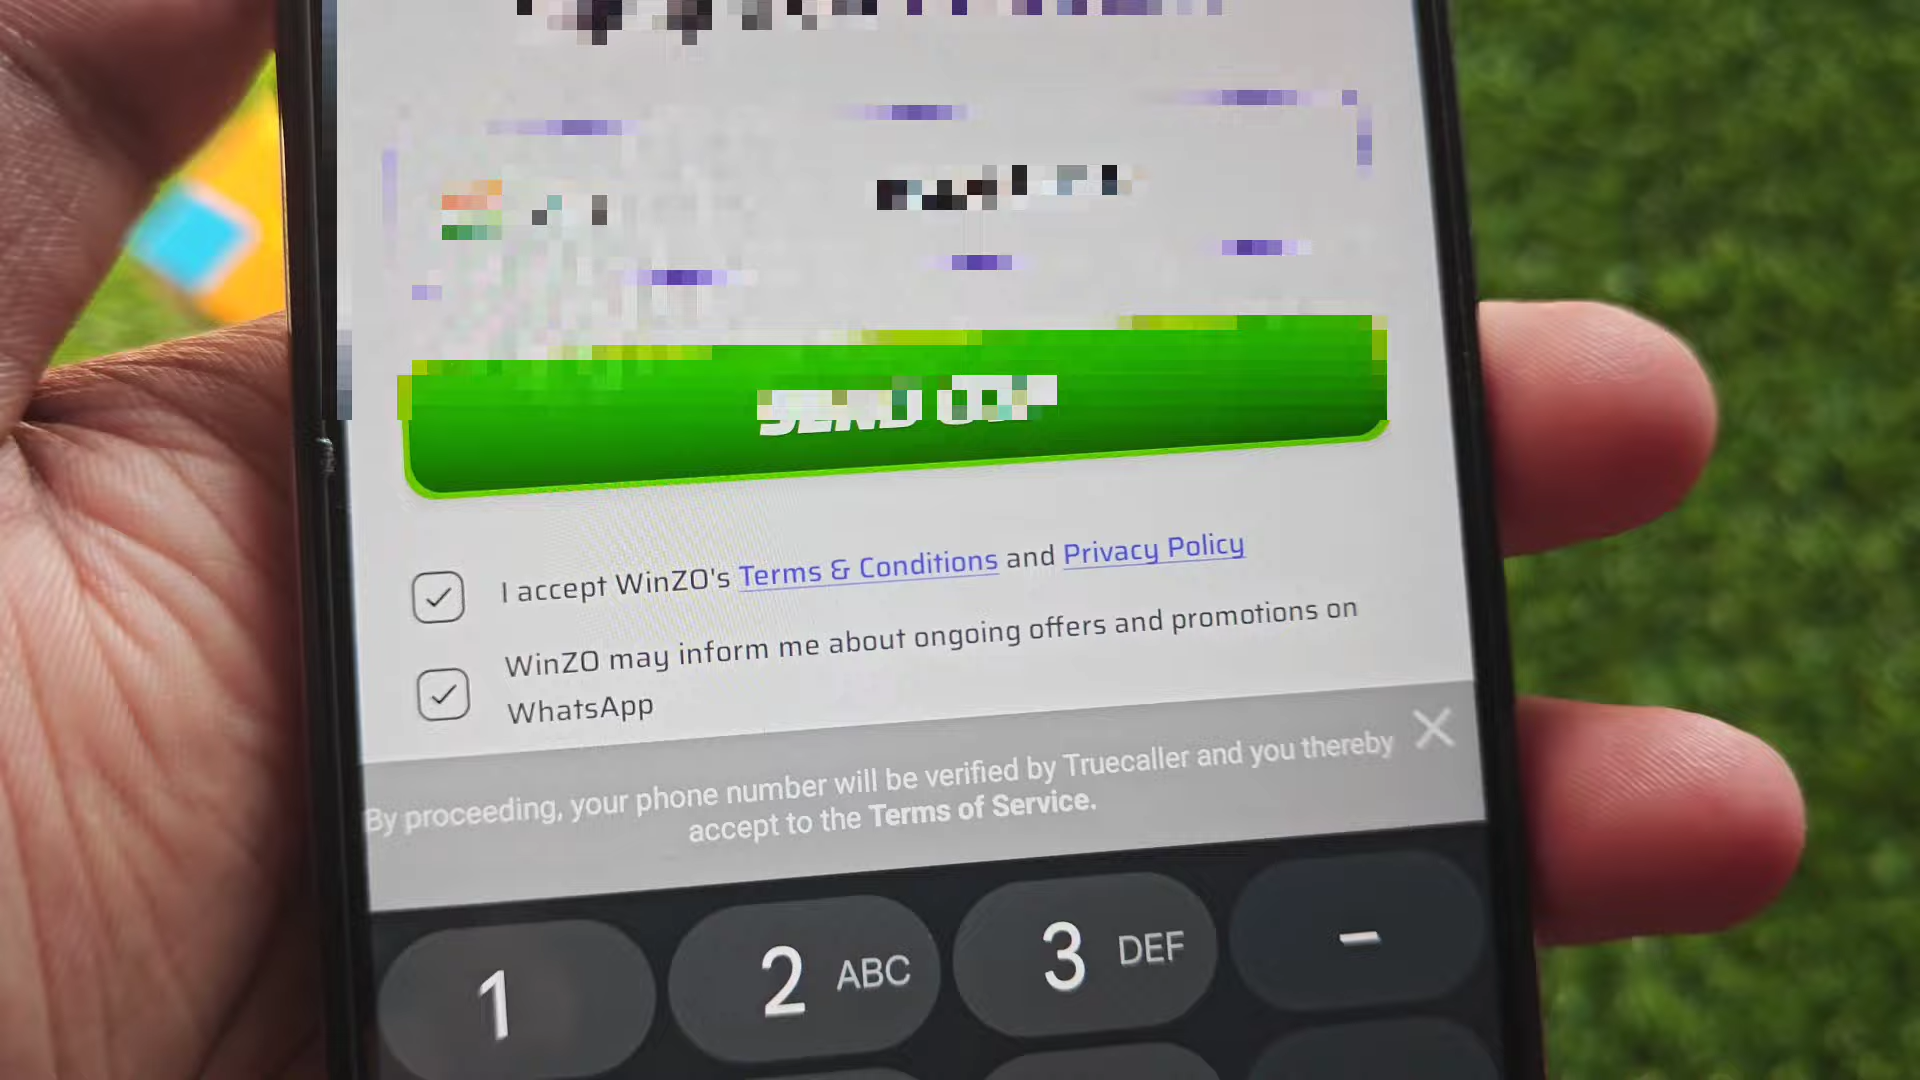 SEND OTP
I accept WinZO's Terms & Conditions and Privacy Policy
WinZO may inform me about ongoing offers and promotions on
WhatsApp
By proceeding, your phone number will be verified by Truecaller and you thereby
accept to the Terms of Service.
1
2 ABC
3 DEF
–